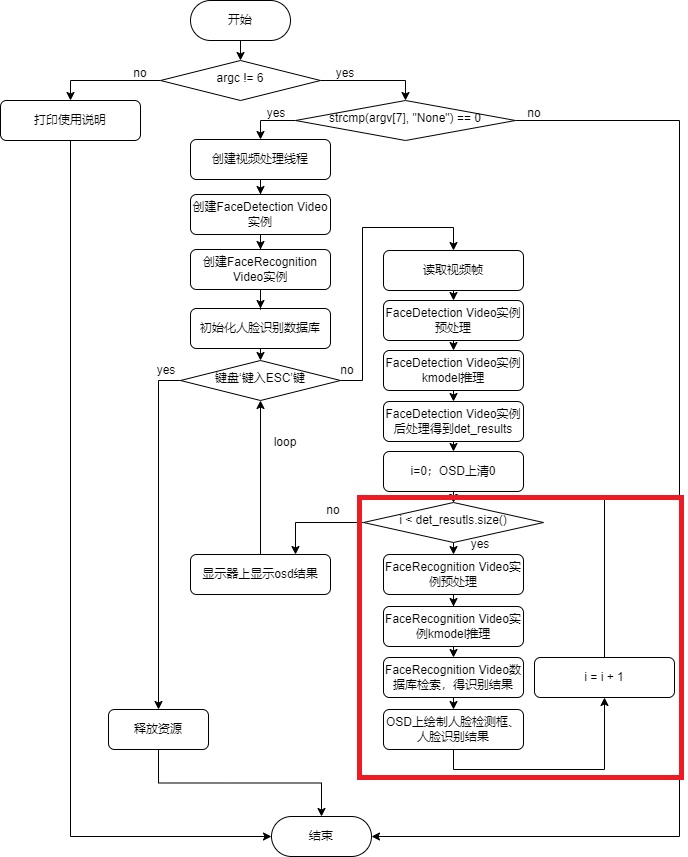 开始
argc != 6
no
yes
打印使用说明
strcmp(argv[7], "None") == 0
yes
no
创建视频处理线程
创建FaceDetection Video
实例
创建FaceRecognition
Video实例
初始化人脸识别数据库
键盘‘键入ESC’键
yes
no
loop
读取视频帧
FaceDetection Video实例
预处理
FaceDetection Video实例
kmodel推理
FaceDetection Video实例
后处理得到det_results
i=0；OSD上清0
i < det_resutls.size()
no
yes
显示器上显示osd结果
FaceRecognition Video实
例预处理
FaceRecognition Video实
例kmodel推理
FaceRecognition Video数
据库检索，得识别结果
i = i + 1
OSD上绘制人脸检测框、
人脸识别结果
释放资源
结束